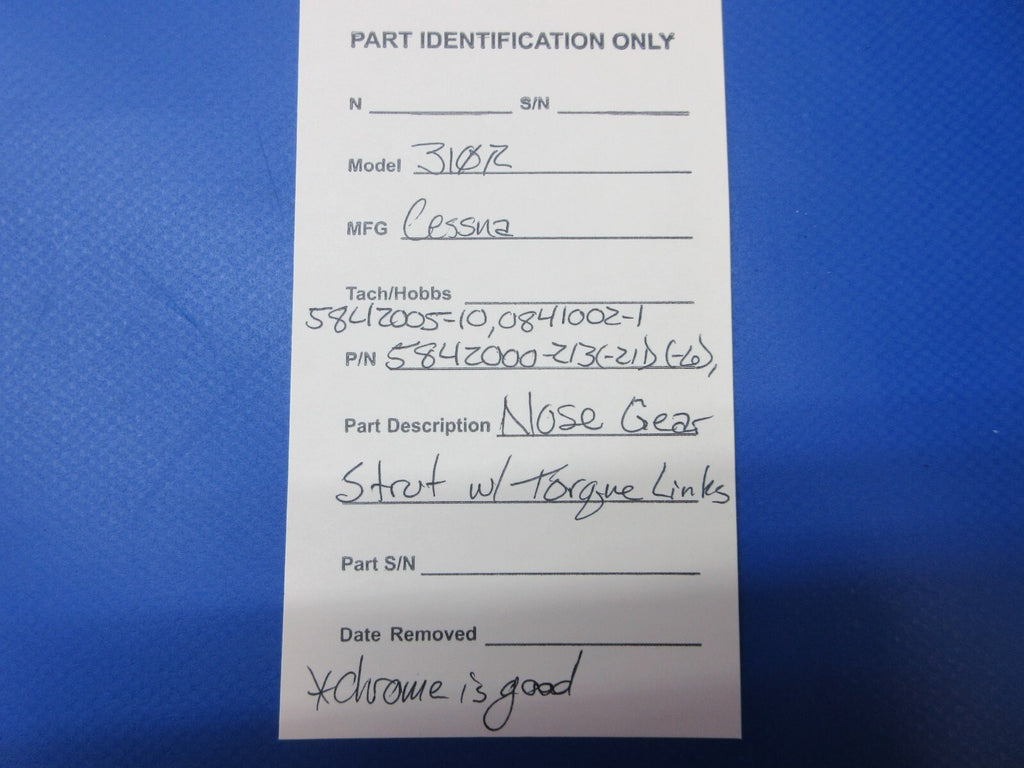 PART IDENTIFICATION ONLY
N S/N
Model 310R
MFG Cessna
Tach/Hobbs
5842005-10, 0841002-1
P/N 5842000-213(-211)(-6),
Part Description Nose Gear
Strut w/ Torque Links
Part S/N
Date Removed
*Chrome is good